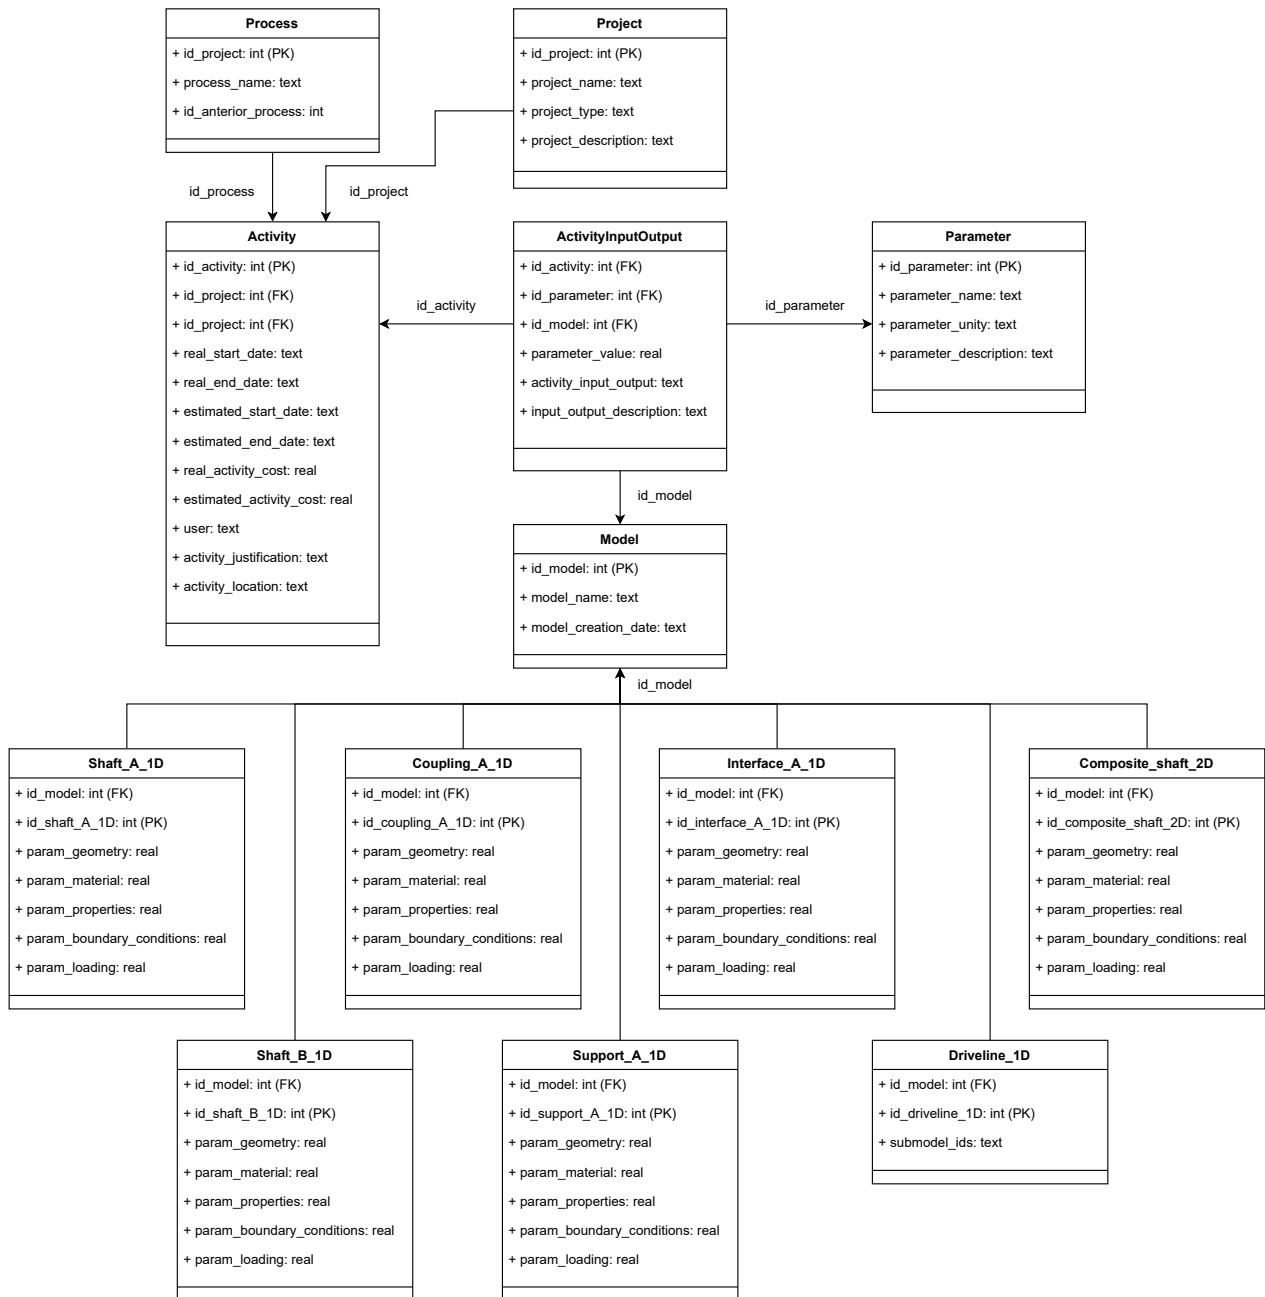 Process
+ id_project: int (PK)
+ process_name: text
+ id_anterior_process: int
Project
+ id_project: int (PK)
+ project_name: text
+ project_type: text
+ project_description: text
id_process
id_project
Activity
+ id_activity: int (PK)
+ id_project: int (FK)
+ id_project: int (FK)
+ real_start_date: text
+ real_end_date: text
+ estimated_start_date: text
+ estimated_end_date: text
+ real_activity_cost: real
+ estimated_activity_cost: real
+ user: text
+ activity_justification: text
+ activity_location: text
id_activity
ActivityInputOutput
+ id_activity: int (FK)
+ id_parameter: int (FK)
+ id_model: int (FK)
+ parameter_value: real
+ activity_input_output: text
+ input_output_description: text
id_parameter
Parameter
+ id_parameter: int (PK)
+ parameter_name: text
+ parameter_unity: text
+ parameter_description: text
id_model
Model
+ id_model: int (PK)
+ model_name: text
+ model_creation_date: text
id_model
Shaft_A_1D
+ id_model: int (FK)
+ id_shaft_A_1D: int (PK)
+ param_geometry: real
+ param_material: real
+ param_properties: real
+ param_boundary_conditions: real
+ param_loading: real
Coupling_A_1D
+ id_model: int (FK)
+ id_coupling_A_1D: int (PK)
+ param_geometry: real
+ param_material: real
+ param_properties: real
+ param_boundary_conditions: real
+ param_loading: real
Interface_A_1D
+ id_model: int (FK)
+ id_interface_A_1D: int (PK)
+ param_geometry: real
+ param_material: real
+ param_properties: real
+ param_boundary_conditions: real
+ param_loading: real
Composite_shaft_2D
+ id_model: int (FK)
+ id_composite_shaft_2D: int (PK)
+ param_geometry: real
+ param_material: real
+ param_properties: real
+ param_boundary_conditions: real
+ param_loading: real
Shaft_B_1D
+ id_model: int (FK)
+ id_shaft_B_1D: int (PK)
+ param_geometry: real
+ param_material: real
+ param_properties: real
+ param_boundary_conditions: real
+ param_loading: real
Support_A_1D
+ id_model: int (FK)
+ id_support_A_1D: int (PK)
+ param_geometry: real
+ param_material: real
+ param_properties: real
+ param_boundary_conditions: real
+ param_loading: real
Driveline_1D
+ id_model: int (FK)
+ id_driveline_1D: int (PK)
+ submodel_ids: text